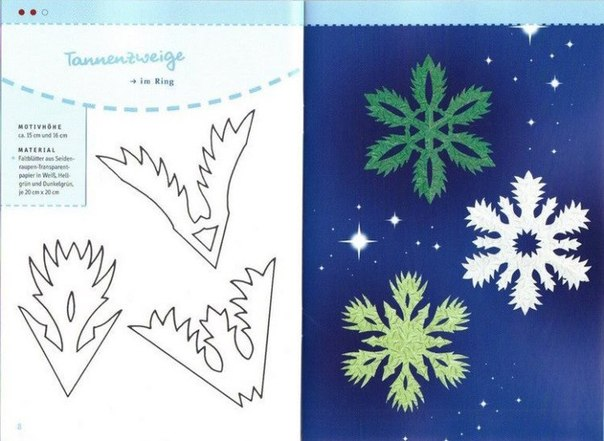 Tannenzweige
→ im Ring
MOTIVHÖHE
ca. 15 cm und 16 cm
MATERIAL
Faltblätter aus Seiden-
raupen-Transparent-
papier in Weiß, Hell-
grün und Dunkelgrün,
je 20 cm x 20 cm
8